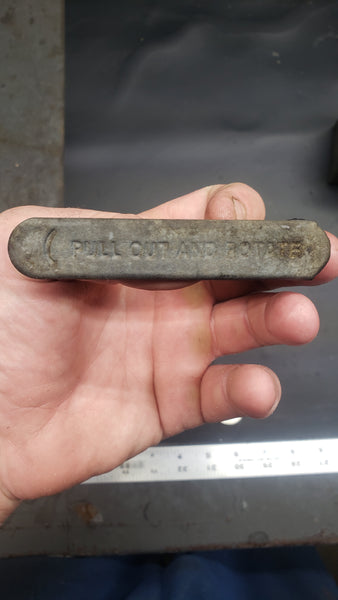 PULL OUT AND ROTATE